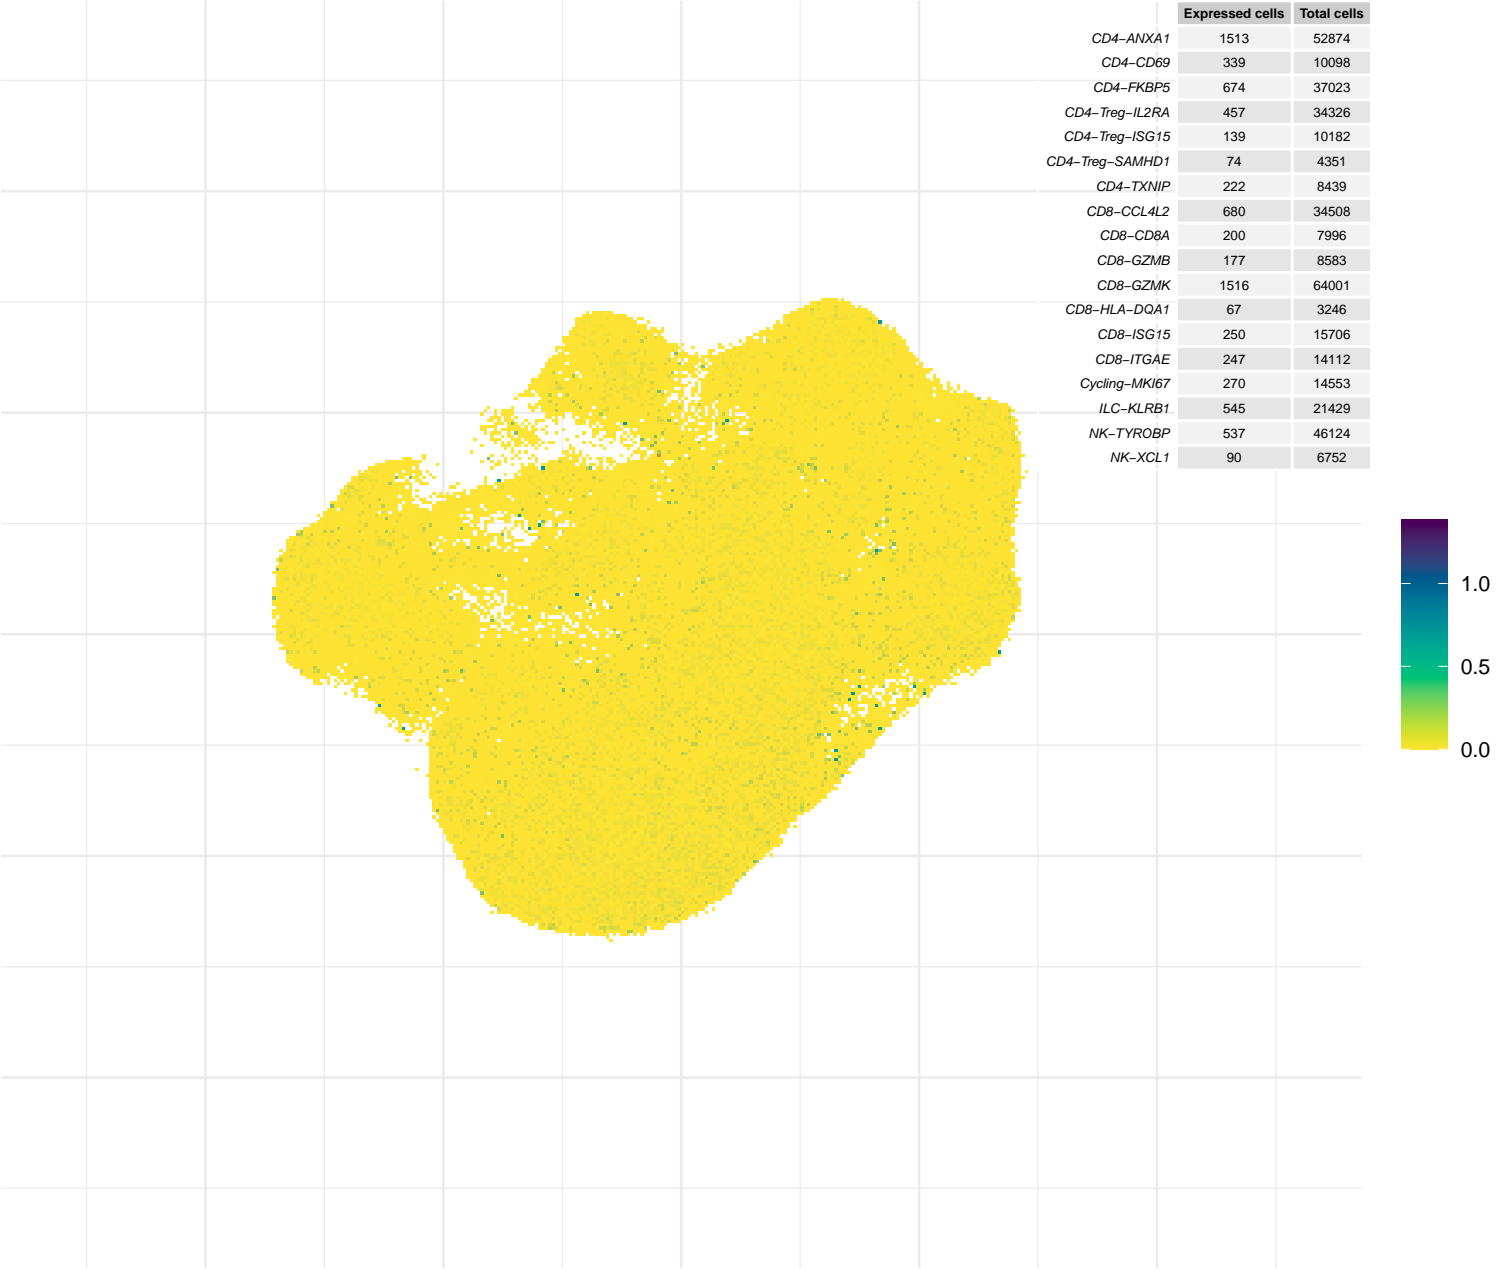 Expressed cells Total cells
CD4−ANXA1 1513 52874
CD4−CD69 339 10098
CD4−FKBP5 674 37023
CD4−Treg−IL2RA 457 34326
CD4−Treg−ISG15 139 10182
CD4−Treg−SAMHD1 74 4351
CD4−TXNIP 222 8439
CD8−CCL4L2 680 34508
CD8−CD8A 200 7996
CD8−GZMB 177 8583
CD8−GZMK 1516 64001
CD8−HLA−DQA1 67 3246
CD8−ISG15 250 15706
CD8−ITGAE 247 14112
Cycling−MKI67 270 14553
ILC−KLRB1 545 21429
NK−TYROBP 537 46124
NK−XCL1 90 6752
1.0
0.5
0.0